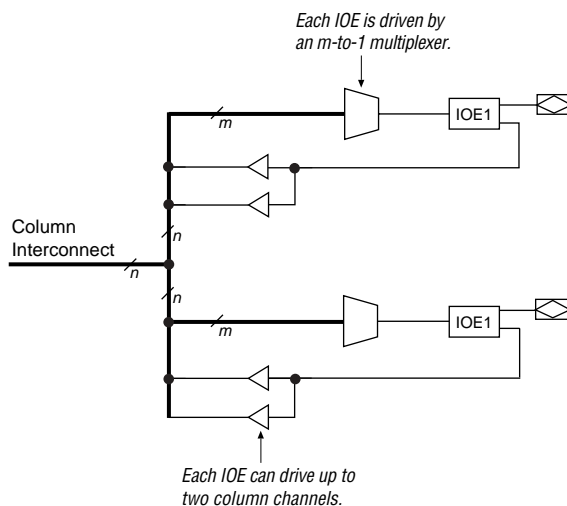 Each IOE is driven by
an m-to-1 multiplexer.
m
IOE1
Column
Interconnect
n
n
n
m
IOE1
Each IOE can drive up to
two column channels.